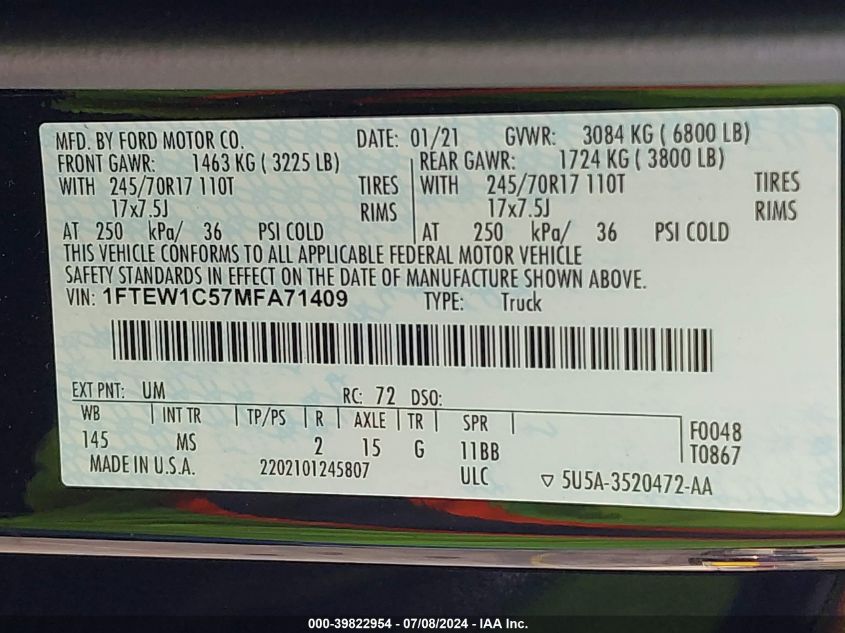 MFD. BY FORD MOTOR CO. DATE: 01/21 GVWR: 3084 KG ( 6800 LB)
FRONT GAWR: 1463 KG ( 3225 LB) REAR GAWR: 1724 KG ( 3800 LB)
WITH 245/70R17 110T TIRES WITH 245/70R17 110T TIRES
17x7.5J RIMS 17x7.5J RIMS
AT 250 kPa/ 36 PSI COLD AT 250 kPa/ 36 PSI COLD
THIS VEHICLE CONFORMS TO ALL APPLICABLE FEDERAL MOTOR VEHICLE
SAFETY STANDARDS IN EFFECT ON THE DATE OF MANUFACTURE SHOWN ABOVE.
VIN: 1FTEW1C57MFA71409 TYPE: Truck
EXT PNT: UM RC: 72 DSO:
WB INT TR TP/PS R AXLE TR SPR
145 MS 2 15 G 11BB
F0048
T0867
MADE IN U.S.A. 2202101245807 ULC ▽ 5U5A-3520472-AA
000-39822954 - 07/08/2024 - IAA Inc.